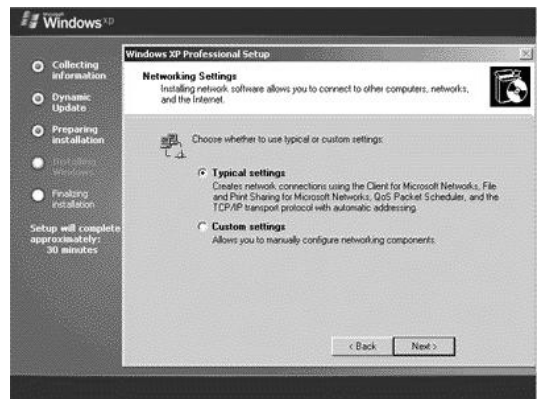 Microsoft
Windows xp
Collecting
information
Dynamic
Update
Preparing
installation
Installing
Windows
Finalizing
installation
Setup will complete
approximately:
30 minutes
Windows XP Professional Setup
Networking Settings
Installing network software allows you to connect to other computers, networks,
and the Internet.
Choose whether to use typical or custom settings:
Typical settings
Creates network connections using the Client for Microsoft Networks, File
and Print Sharing for Microsoft Networks, QoS Packet Scheduler, and the
TCP/IP transport protocol with automatic addressing.
Custom settings
Allows you to manually configure networking components.
< Back
Next >